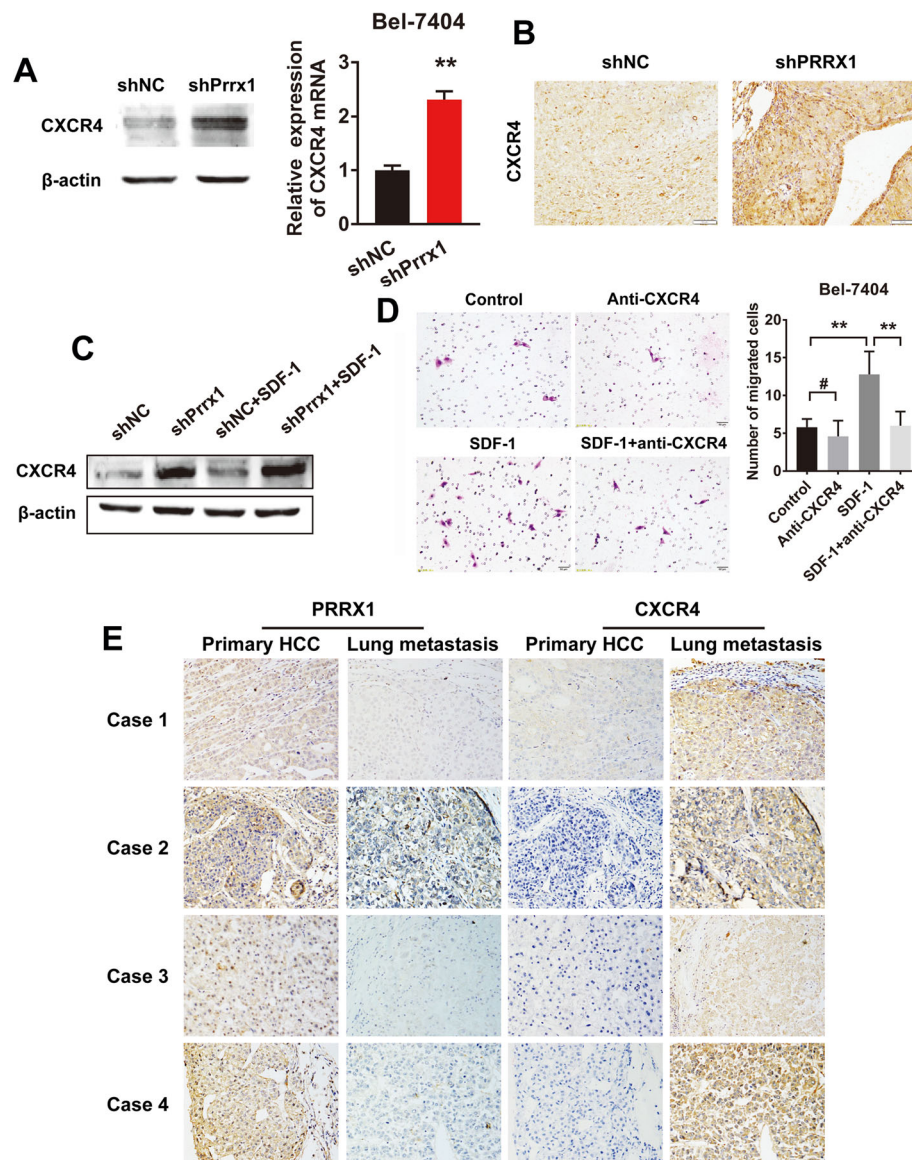 A
shNC shPrrx1
CXCR4
β-actin
Bel-7404
Relative expression
of CXCR4 mRNA
3
2
1
0
**
shNC
shPrrx1
B
shNC shPRRX1
CXCR4
C
shNC
shPrrx1
shNC+SDF-1
shPrrx1+SDF-1
CXCR4
β-actin
D
Control Anti-CXCR4
SDF-1 SDF-1+anti-CXCR4
Bel-7404
Number of migrated cells
20
15
10
5
0
** **
#
Control
Anti-CXCR4
SDF-1
SDF-1+anti-CXCR4
E
PRRX1 CXCR4
Primary HCC Lung metastasis Primary HCC Lung metastasis
Case 1
Case 2
Case 3
Case 4